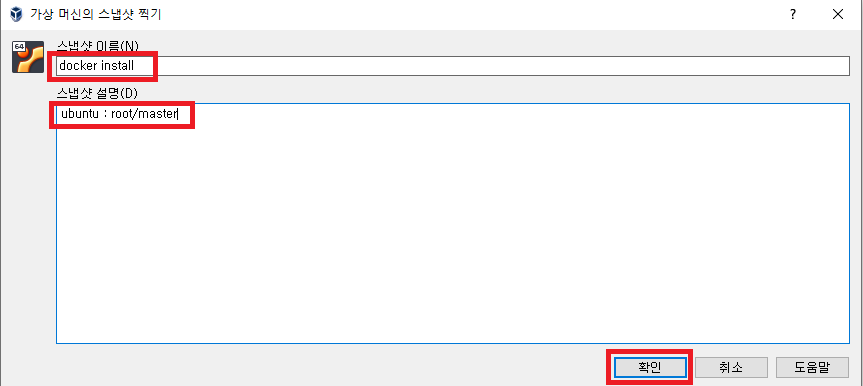 가상 머신의 스냅샷 찍기
?
64
스냅샷 이름(N)
docker install
스냅샷 설명(D)
ubuntu : root/master
확인 취소 도움말